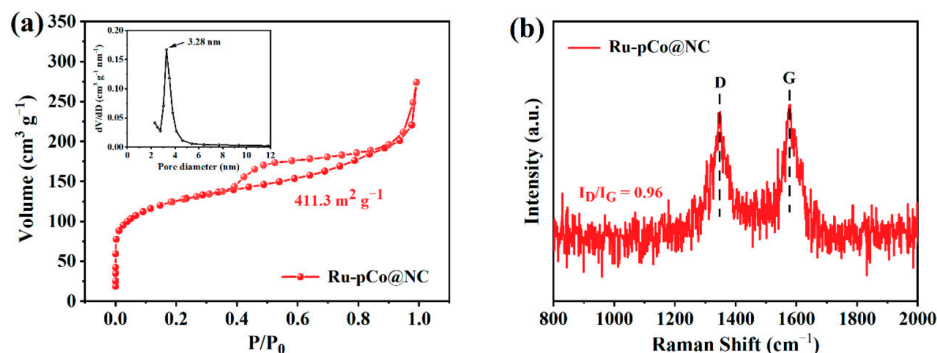 (a)
Volume (cm³ g⁻¹)
350
300
250
200
150
100
50
0
0.0 0.2 0.4 0.6 0.8 1.0
P/P₀
411.3 m² g⁻¹
Ru-pCo@NC
dV/dD (cm³ g⁻¹ nm⁻¹)
0.20
0.15
0.10
0.05
0.00
0 2 4 6 8 10 12
Pore diameter (nm)
3.28 nm
(b)
Ru-pCo@NC
D
G
I_D/I_G = 0.96
Intensity (a.u.)
800 1000 1200 1400 1600 1800 2000
Raman Shift (cm⁻¹)